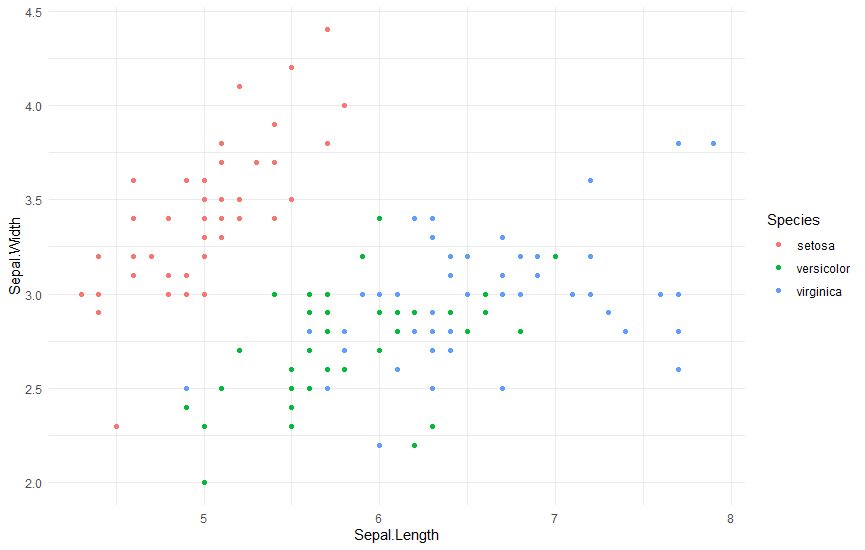 4.5
4.0
3.5
3.0
2.5
2.0
Sepal.Width
5
6
7
8
Sepal.Length
Species
setosa
versicolor
virginica